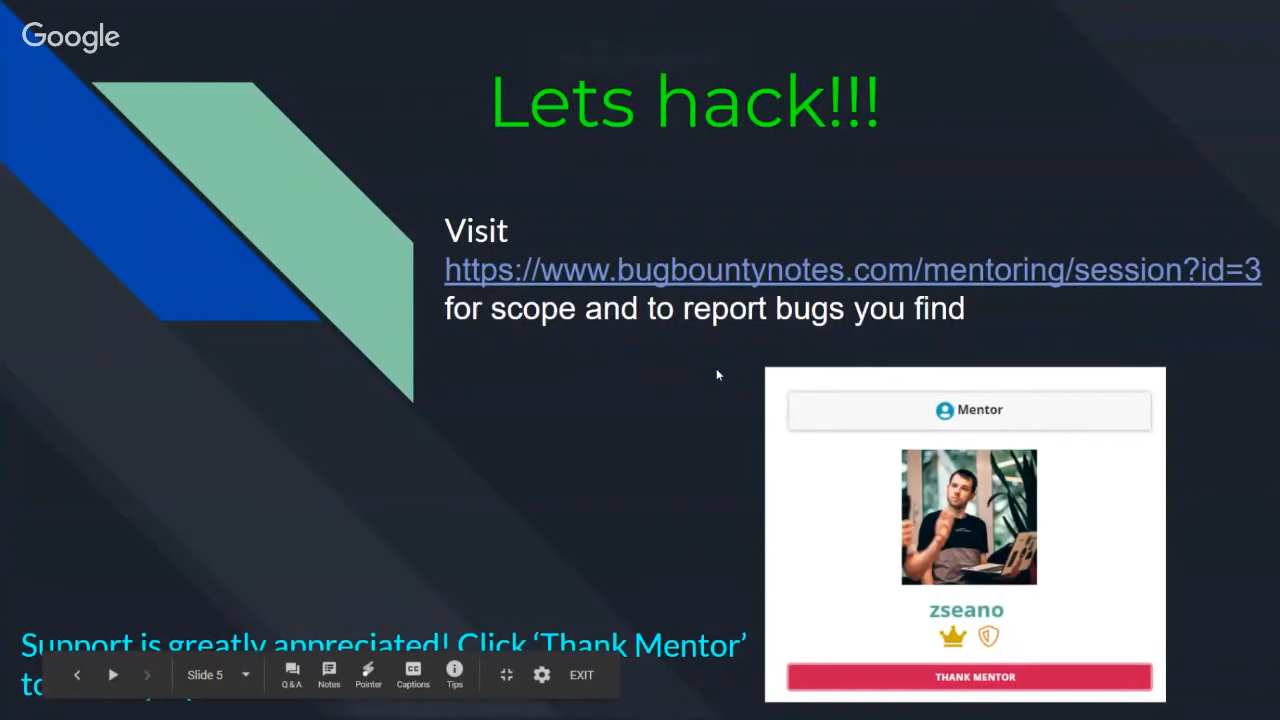 Google
Lets hack!!!
Visit
https://www.bugbountynotes.com/mentoring/session?id=3
for scope and to report bugs you find
Mentor
zseano
THANK MENTOR
Support is greatly appreciated! Click ‘Thank Mentor’
to
Slide 5
Q&A
Notes
Pointer
CC
Captions
Tips
EXIT